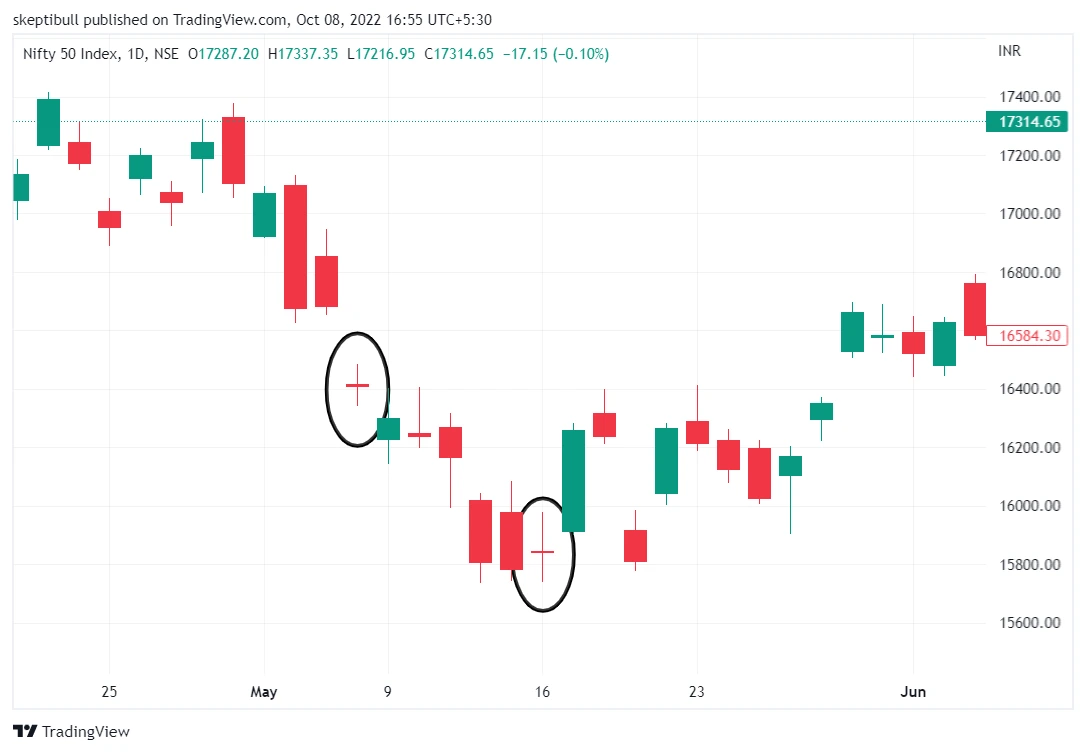 skeptibull published on TradingView.com, Oct 08, 2022 16:55 UTC+5:30
Nifty 50 Index, 1D, NSE O17287.20 H17337.35 L17216.95 C17314.65 −17.15 (−0.10%)
INR
17400.00
17314.65
17200.00
17000.00
16800.00
16584.30
16400.00
16200.00
16000.00
15800.00
15600.00
25 May 9 16 23 Jun
TradingView